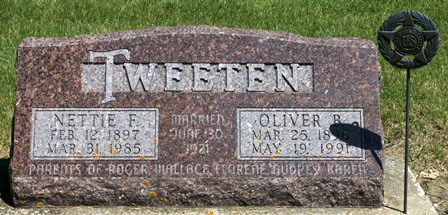 TWEETEN
NETTIE F.
FEB. 12, 1897
MAR. 31, 1985
MARRIED
JUNE 30
1921
OLIVER B.
MAR. 25,
MAY 19, 1991
PARENTS OF ROGER WALLACE FLORENE AUDREY KAREN
US